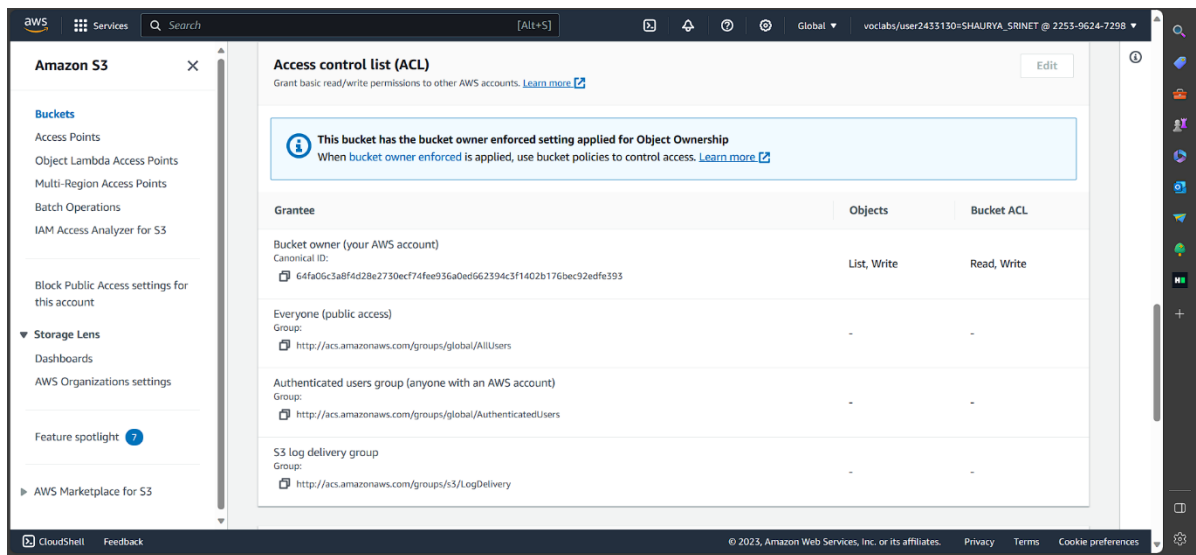 aws
Services
Search
[Alt+S]
Global
voclabs/user2433130=SHAURYA_SRINET @ 2253-9624-7298
Amazon S3
Buckets
Access Points
Object Lambda Access Points
Multi-Region Access Points
Batch Operations
IAM Access Analyzer for S3
Block Public Access settings for
this account
Storage Lens
Dashboards
AWS Organizations settings
Feature spotlight 7
AWS Marketplace for S3
Access control list (ACL)
Edit
Grant basic read/write permissions to other AWS accounts. Learn more
This bucket has the bucket owner enforced setting applied for Object Ownership
When bucket owner enforced is applied, use bucket policies to control access. Learn more
Grantee Objects Bucket ACL
Bucket owner (your AWS account)
Canonical ID:
64fa06c3a8f4d28e2730ecf74fee936a0ed662394c3f1402b176bec92edfe393
List, Write Read, Write
Everyone (public access)
Group:
http://acs.amazonaws.com/groups/global/AllUsers
- -
Authenticated users group (anyone with an AWS account)
Group:
http://acs.amazonaws.com/groups/global/AuthenticatedUsers
- -
S3 log delivery group
Group:
http://acs.amazonaws.com/groups/s3/LogDelivery
- -
CloudShell Feedback © 2023, Amazon Web Services, Inc. or its affiliates. Privacy Terms Cookie preferences